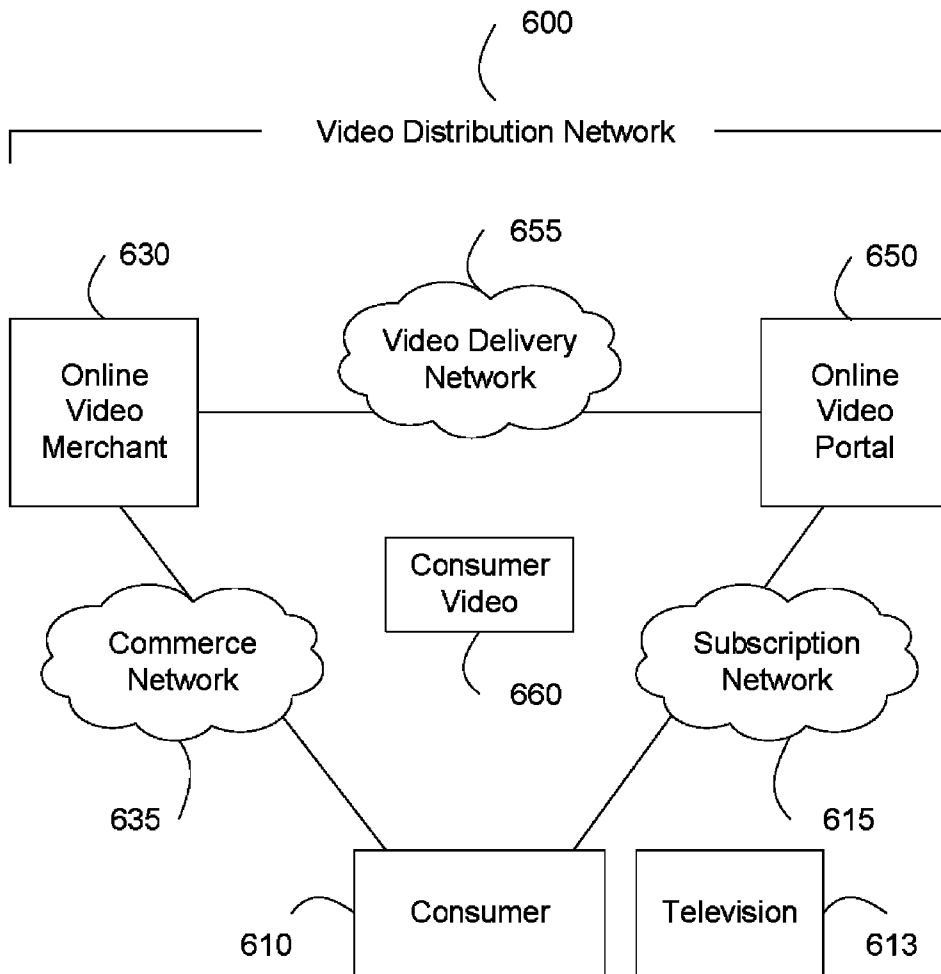 600
Video Distribution Network
655
630
650
Video Delivery
Network
Online
Video
Merchant
Online
Video
Portal
Consumer
Video
Commerce
Network
Subscription
Network
660
635
615
Consumer
Television
610
613